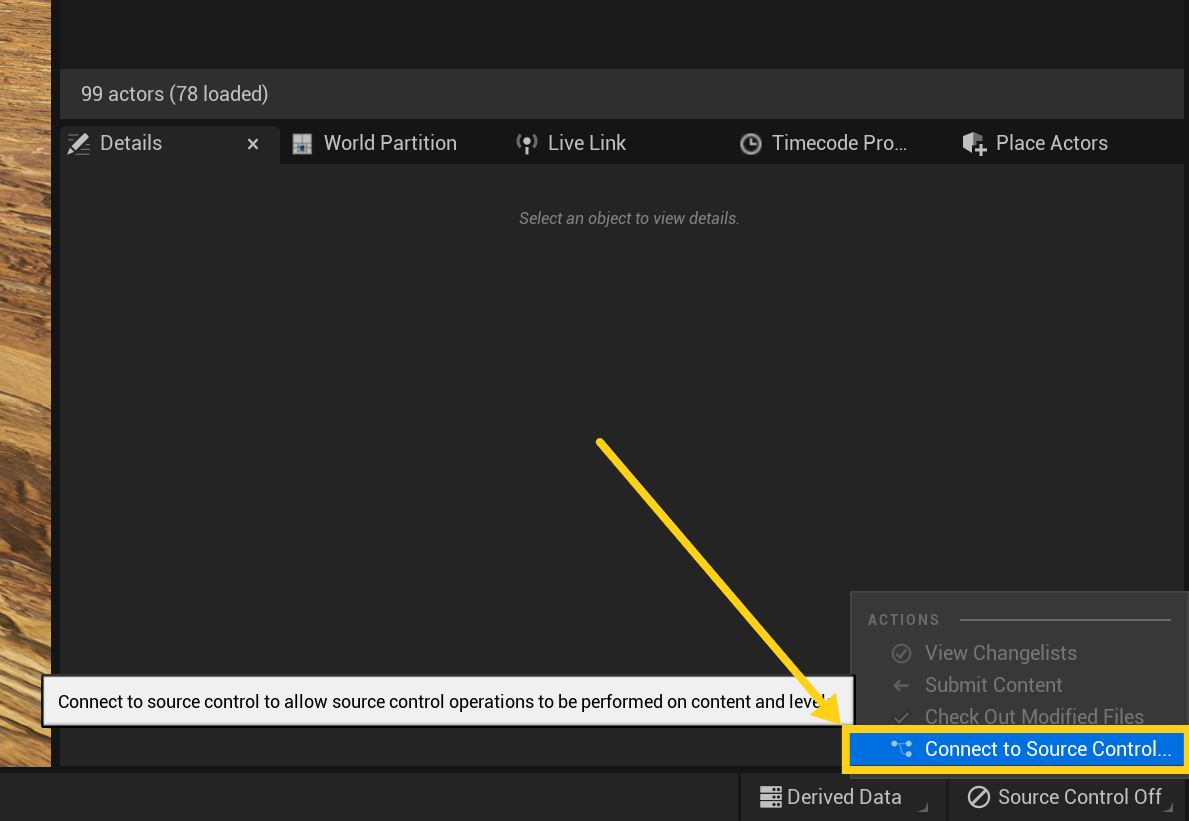 99 actors (78 loaded)
Details World Partition Live Link Timecode Pro... Place Actors
Select an object to view details.
ACTIONS
View Changelists
Submit Content
Check Out Modified Files
Connect to Source Control...
Connect to source control to allow source control operations to be performed on content and
Derived Data Source Control Off